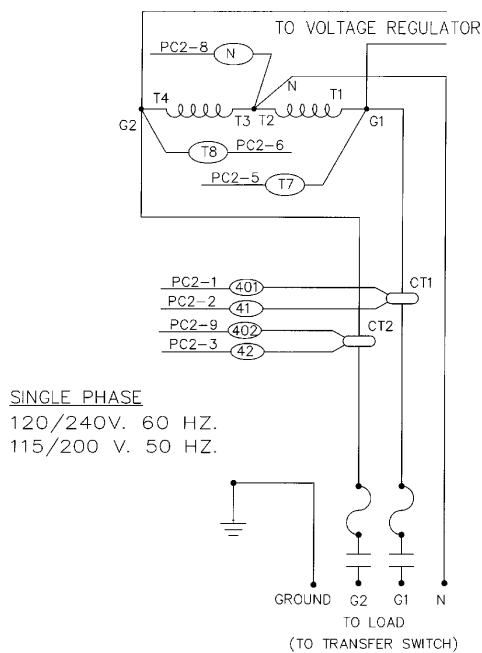 TO VOLTAGE REGULATOR
PC2-8 N
N
T4 T3 T2 T1
G2 G1
T8 PC2-6
PC2-5 T7
PC2-1 401 CT1
PC2-2 41
PC2-9 402 CT2
PC2-3 42
SINGLE PHASE
120/240V. 60 HZ.
115/200 V. 50 HZ.
GROUND G2 G1 N
TO LOAD
(TO TRANSFER SWITCH)